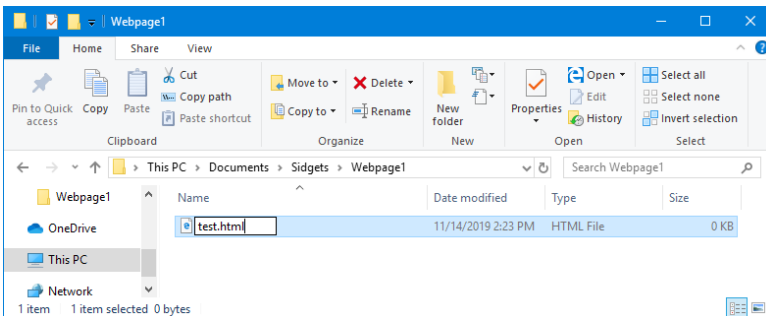 Webpage1
File Home Share View
Pin to Quick access
Copy
Paste
Cut
Copy path
Paste shortcut
Clipboard
Move to
Copy to
Delete
Rename
Organize
New folder
New
Properties
Open
Edit
History
Open
Select all
Select none
Invert selection
Select
This PC > Documents > Sidgets > Webpage1
Search Webpage1
Webpage1
OneDrive
This PC
Network
Name Date modified Type Size
test.html 11/14/2019 2:23 PM HTML File 0 KB
1 item 1 item selected 0 bytes